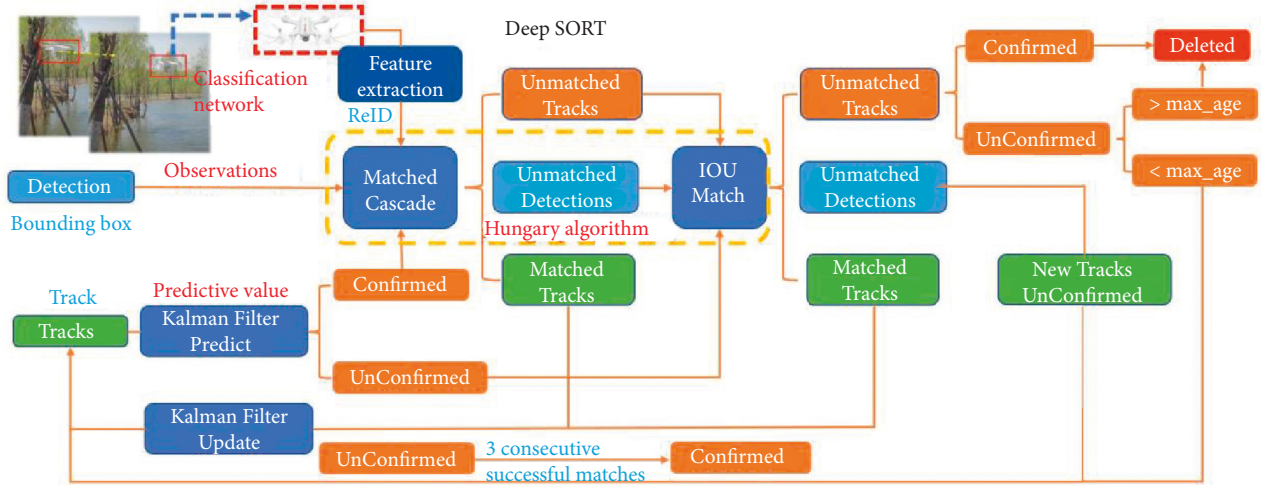 Deep SORT
Classification
network
Feature
extraction
ReID
Unmatched
Tracks
Unmatched
Tracks
Confirmed
Deleted
UnConfirmed
> max_age
< max_age
Detection
Bounding box
Observations
Matched
Cascade
Unmatched
Detections
IOU
Match
Hungary algorithm
Unmatched
Detections
Matched
Tracks
Matched
Tracks
New Tracks
UnConfirmed
Track
Tracks
Predictive value
Kalman Filter
Predict
Confirmed
UnConfirmed
Kalman Filter
Update
UnConfirmed
3 consecutive
successful matches
Confirmed